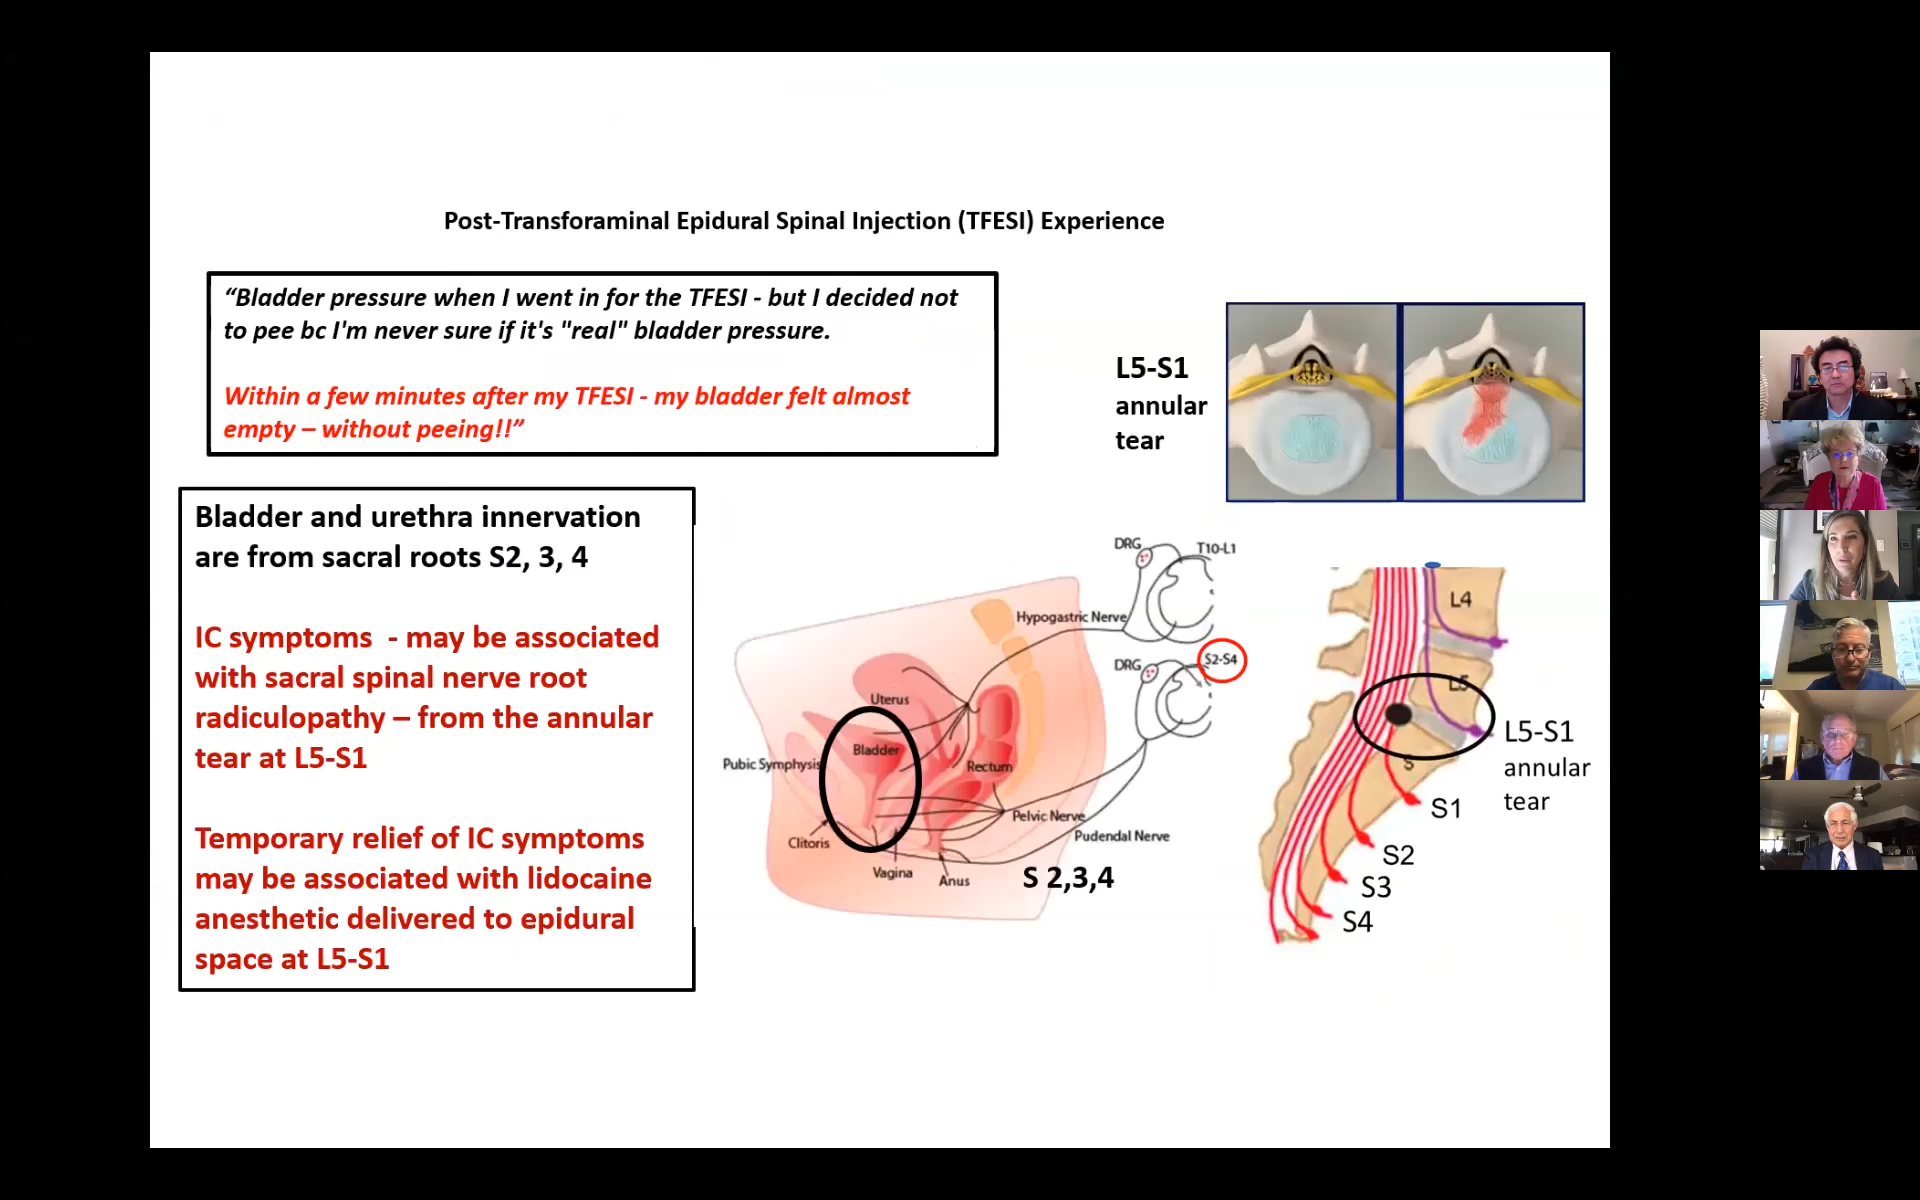 Post-Transforaminal Epidural Spinal Injection (TFESI) Experience
“Bladder pressure when I went in for the TFESI - but I decided not
to pee bc I'm never sure if it's "real" bladder pressure.
Within a few minutes after my TFESI - my bladder felt almost
empty – without peeing!!”
L5-S1
annular
tear
Bladder and urethra innervation
are from sacral roots S2, 3, 4
IC symptoms - may be associated
with sacral spinal nerve root
radiculopathy – from the annular
tear at L5-S1
Temporary relief of IC symptoms
may be associated with lidocaine
anesthetic delivered to epidural
space at L5-S1
DRG
T10-L1
Hypogastric Nerve
DRG
S2-S4
Uterus
Bladder
Pubic Symphysis
Rectum
Pelvic Nerve
Pudendal Nerve
Clitoris
Vagina
Anus
S 2,3,4
L4
L5
S
L5-S1
annular
tear
S1
S2
S3
S4